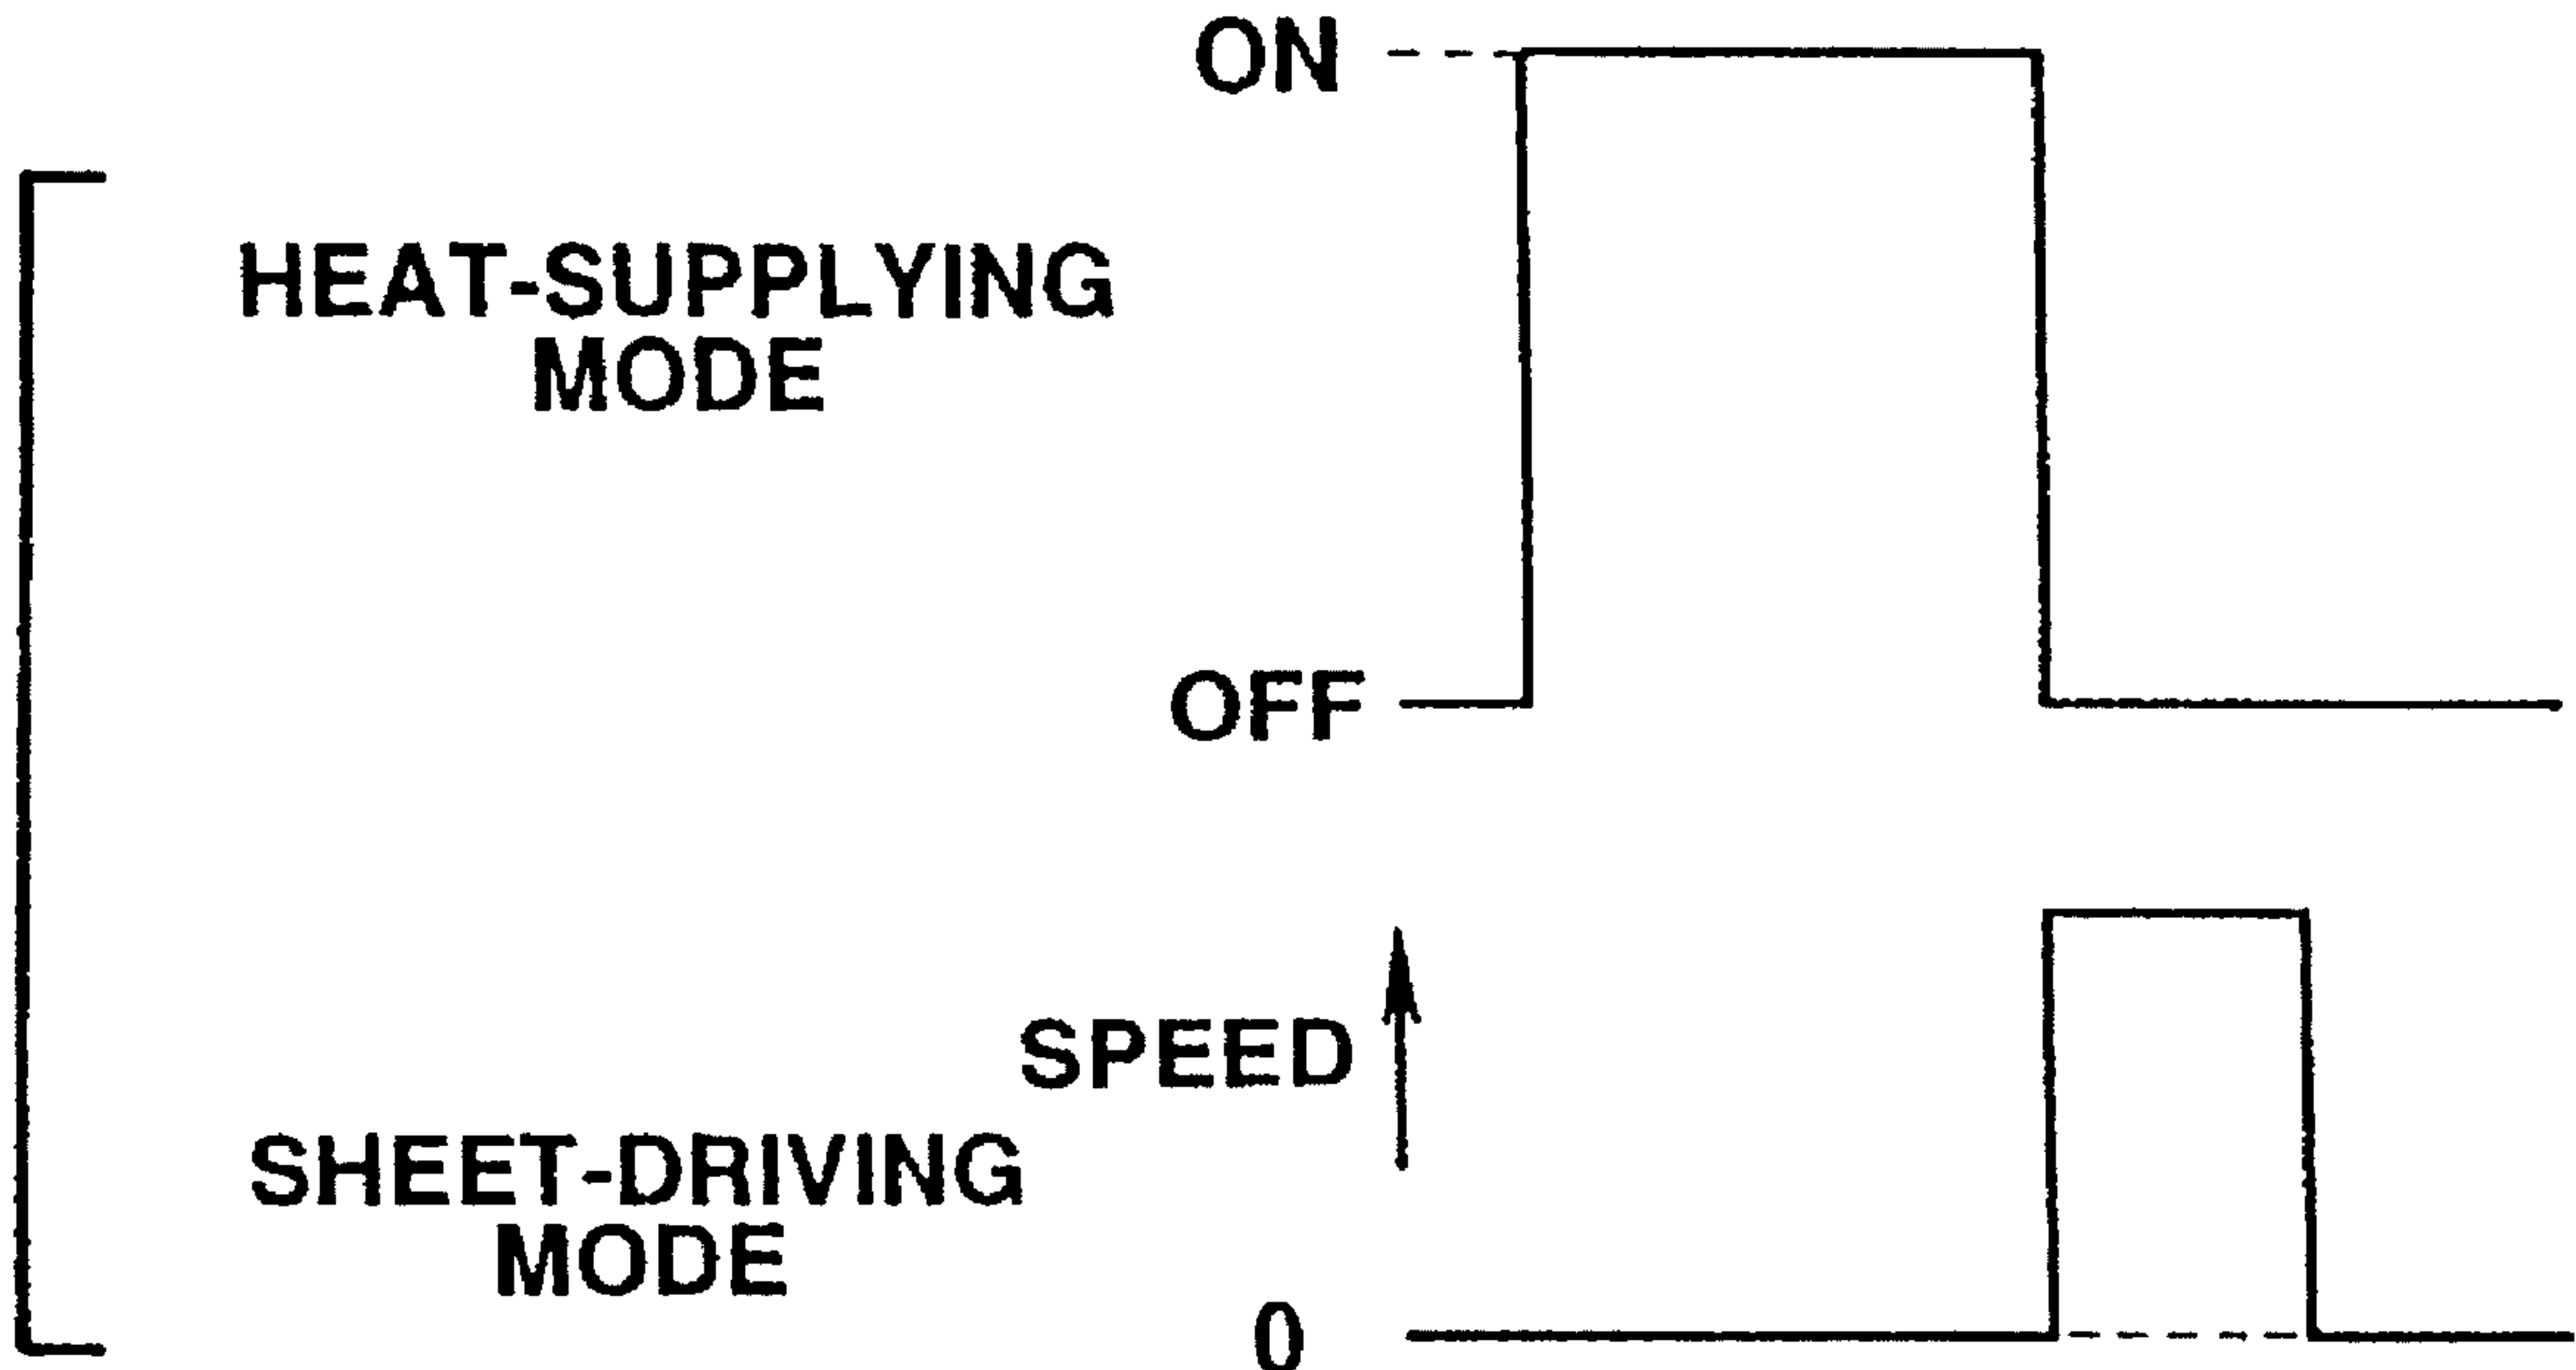 ON
HEAT-SUPPLYING
MODE
OFF
SPEED
SHEET-DRIVING
MODE
0